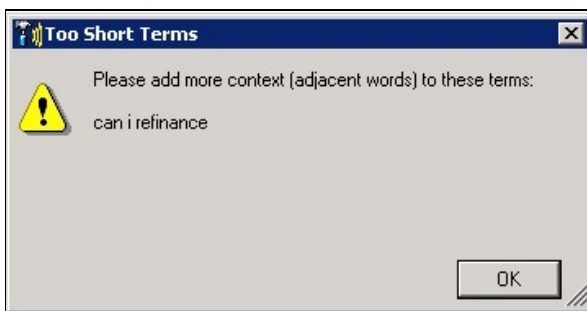 Too Short Terms
Please add more context (adjacent words) to these terms:
can i refinance
OK